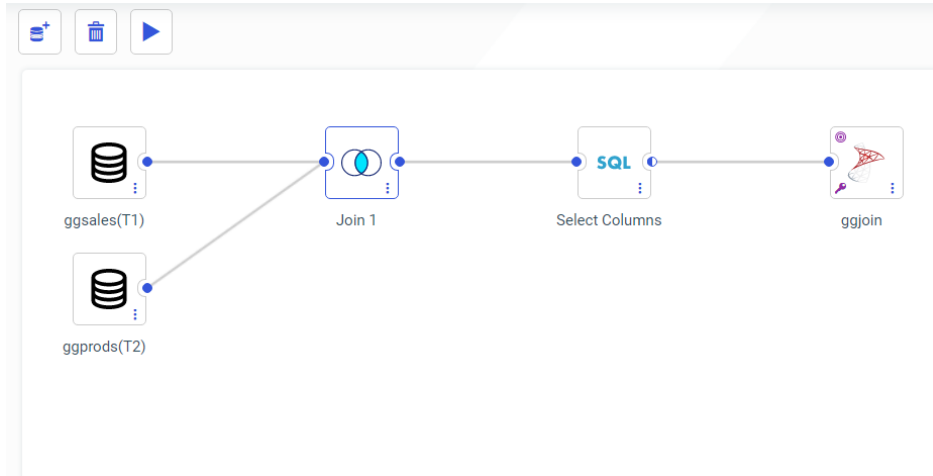 SQL
ggsales(T1)
Join 1
Select Columns
ggjoin
ggprods(T2)